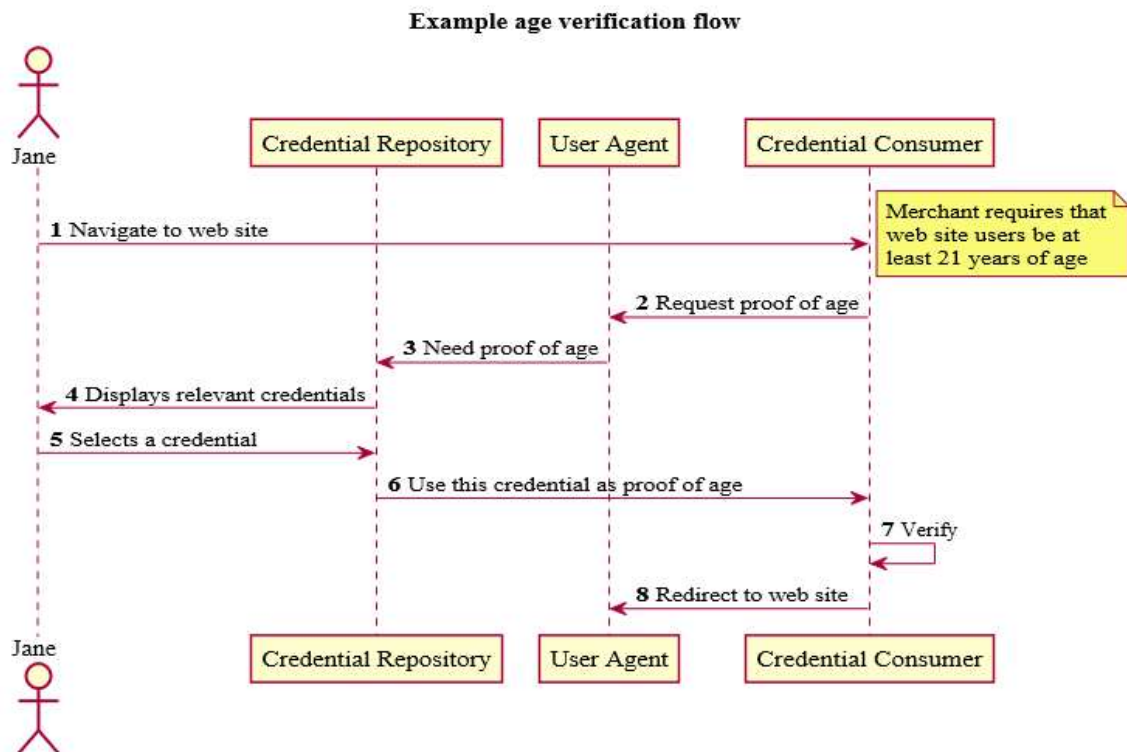 Example age verification flow
Jane
Credential Repository
User Agent
Credential Consumer
Merchant requires that
web site users be at
least 21 years of age
1 Navigate to web site
2 Request proof of age
3 Need proof of age
4 Displays relevant credentials
5 Selects a credential
6 Use this credential as proof of age
7 Verify
8 Redirect to web site
Jane
Credential Repository
User Agent
Credential Consumer